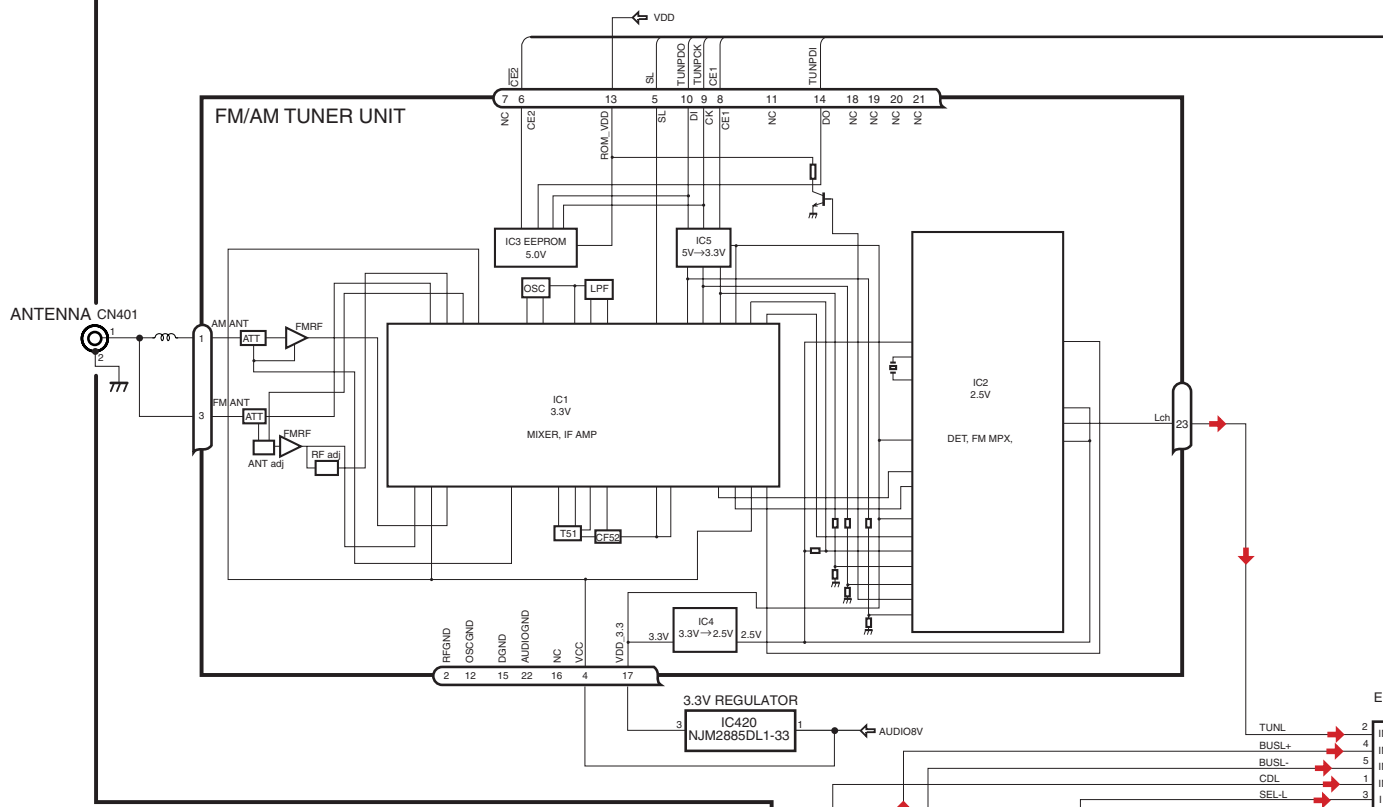 VDD
CE2
SL
TUNPDO
TUNPCK
CE1
TUNPDI
7 6 13 5 10 9 8 11 14 18 19 20 21
NC
CE2
ROM_VDD
SL
DI
CK
CE1
NC
DO
NC
NC
NC
NC
FM/AM TUNER UNIT
IC3 EEPROM
5.0V
IC5
5V→3.3V
OSC
LPF
ANTENNA CN401
1
2
1
AM ANT
ATT
FMRF
3
FM ANT
ATT
FMRF
ANT adj
RF adj
IC1
3.3V
MIXER, IF AMP
IC2
2.5V
DET, FM MPX,
Lch
23
T51
CF52
RFGND
OSCGND
DGND
AUDIOGND
NC
VCC
VDD_3.3
3.3V
IC4
3.3V→2.5V
2.5V
2 12 15 22 16 4 17
3.3V REGULATOR
3
IC420
NJM2885DL1-33
1
AUDIO8V
E
TUNL 2
BUSL+ 4
BUSL- 5
CDL 1
SEL-L 3